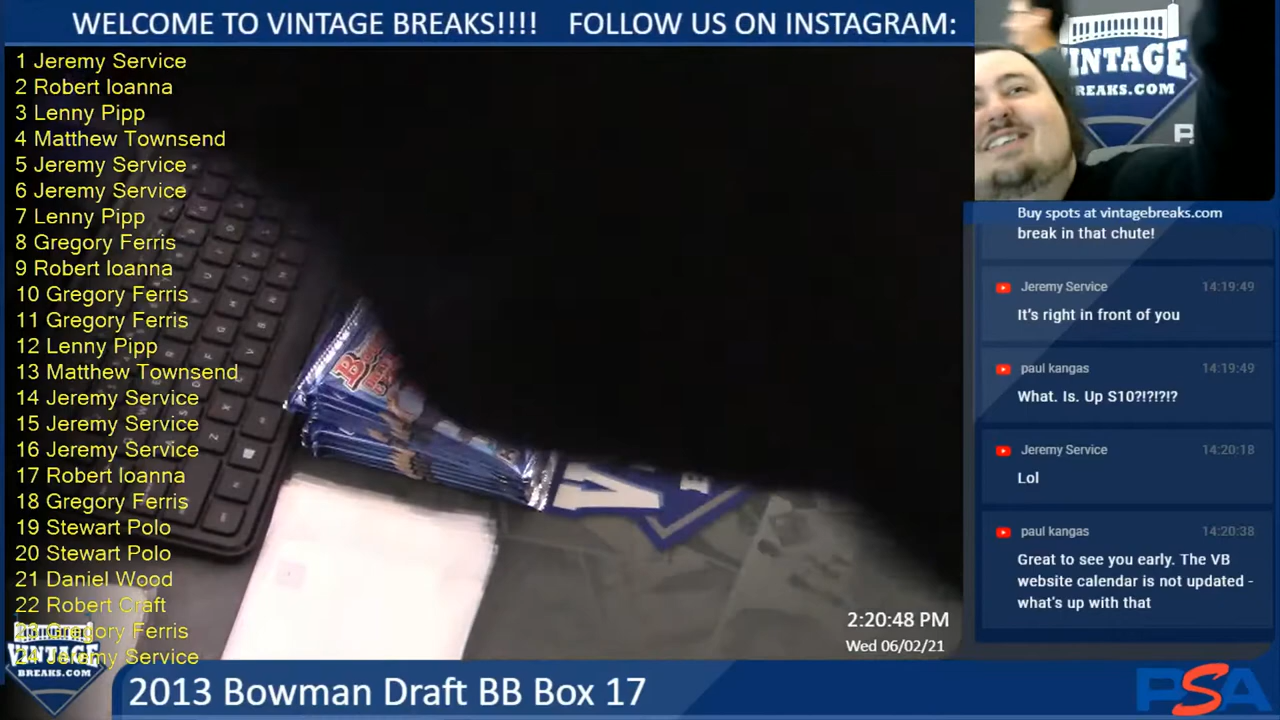 WELCOME TO VINTAGE BREAKS!!!! FOLLOW US ON INSTAGRAM:
1 Jeremy Service
2 Robert Ioanna
3 Lenny Pipp
4 Matthew Townsend
5 Jeremy Service
6 Jeremy Service
7 Lenny Pipp
8 Gregory Ferris
9 Robert Ioanna
10 Gregory Ferris
11 Gregory Ferris
12 Lenny Pipp
13 Matthew Townsend
14 Jeremy Service
15 Jeremy Service
16 Jeremy Service
17 Robert Ioanna
18 Gregory Ferris
19 Stewart Polo
20 Stewart Polo
21 Daniel Wood
22 Robert Craft
23 Gregory Ferris
24 Jeremy Service
VINTAGE
BREAKS.COM
INTAGE
BREAKS.COM
Buy spots at vintagebreaks.com
break in that chute!
Jeremy Service 14:19:49
It's right in front of you
paul kangas 14:19:49
What. Is. Up S10?!?!?!?
Jeremy Service 14:20:18
Lol
paul kangas 14:20:38
Great to see you early. The VB
website calendar is not updated -
what's up with that
2:20:48 PM
Wed 06/02/21
2013 Bowman Draft BB Box 17
PSA